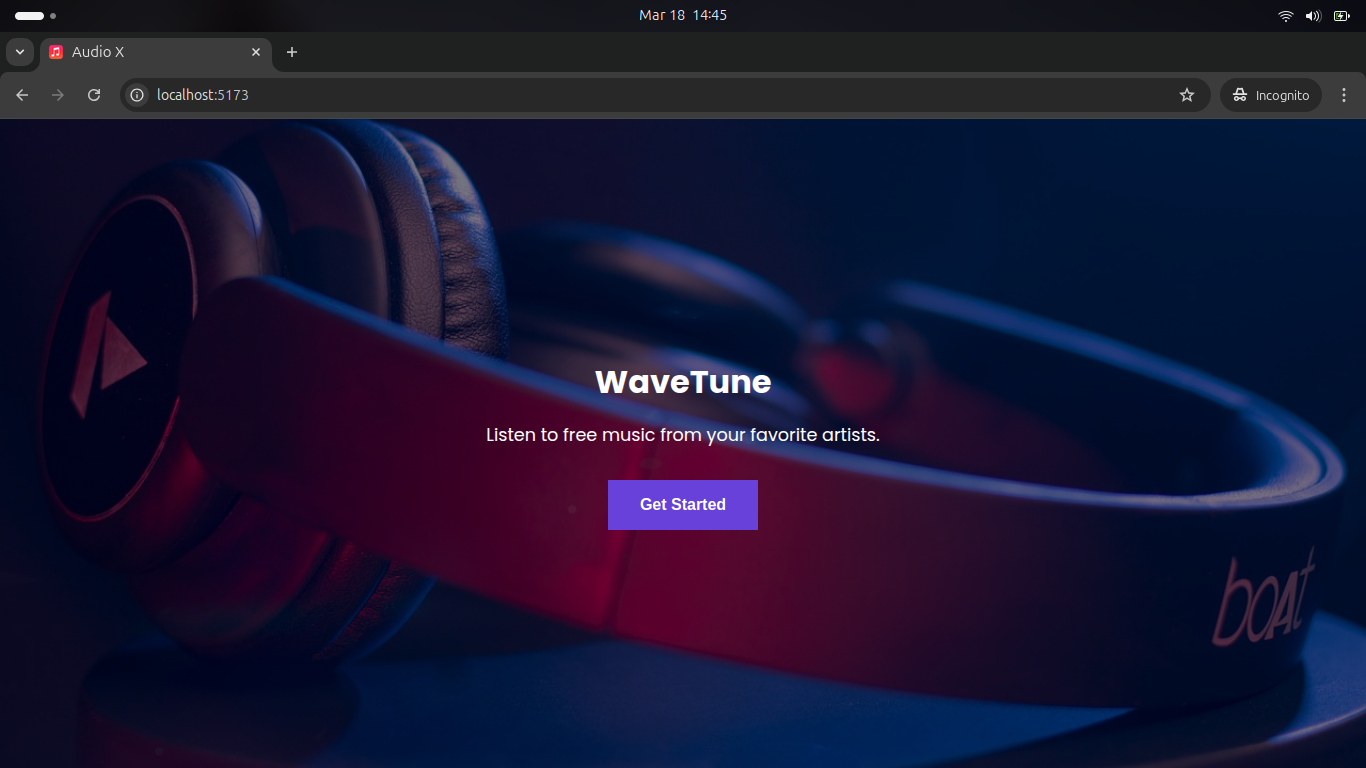 Mar 18 14:45
Audio X
localhost:5173
Incognito
WaveTune
Listen to free music from your favorite artists.
Get Started
boAt